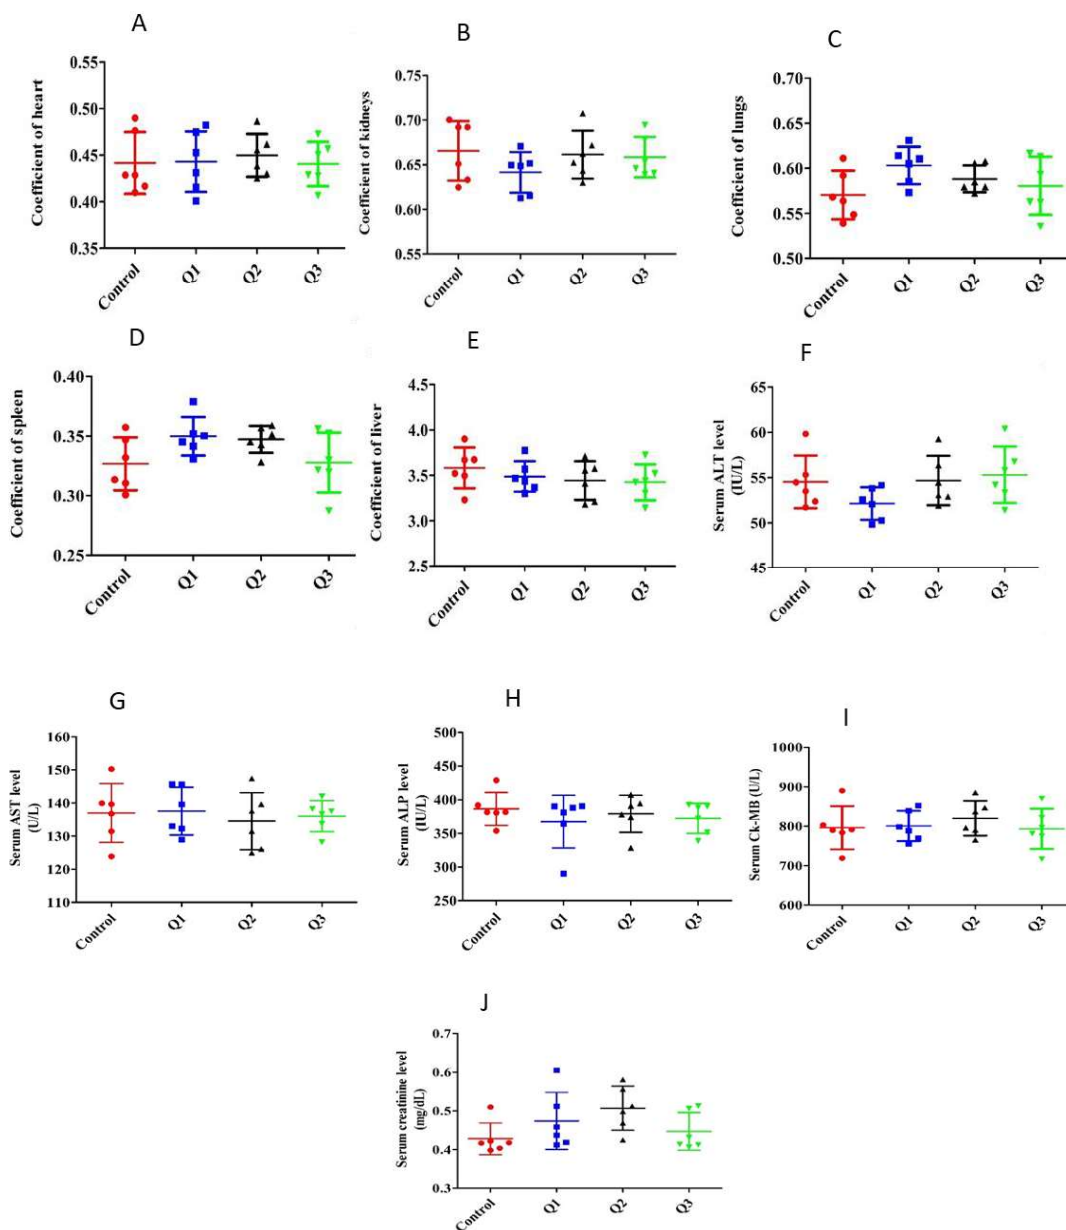 A
Coefficient of heart
0.55
0.50
0.45
0.40
0.35
Control
Q1
Q2
Q3
B
Coefficient of kidneys
0.75
0.70
0.65
0.60
0.55
Control
Q1
Q2
Q3
C
Coefficient of lungs
0.70
0.65
0.60
0.55
0.50
Control
Q1
Q2
Q3
D
Coefficient of spleen
0.40
0.35
0.30
0.25
Control
Q1
Q2
Q3
E
Coefficient of liver
4.5
4.0
3.5
3.0
2.5
Control
Q1
Q2
Q3
F
Serum ALT level
(IU/L)
65
60
55
50
45
Control
Q1
Q2
Q3
G
Serum AST level
(U/L)
160
150
140
130
120
110
Control
Q1
Q2
Q3
H
Serum ALP level
(IU/L)
500
450
400
350
300
250
Control
Q1
Q2
Q3
I
Serum Ck-MB (U/L)
1000
900
800
700
600
Control
Q1
Q2
Q3
J
Serum creatinine level
(mg/dL)
0.7
0.6
0.5
0.4
0.3
Control
Q1
Q2
Q3